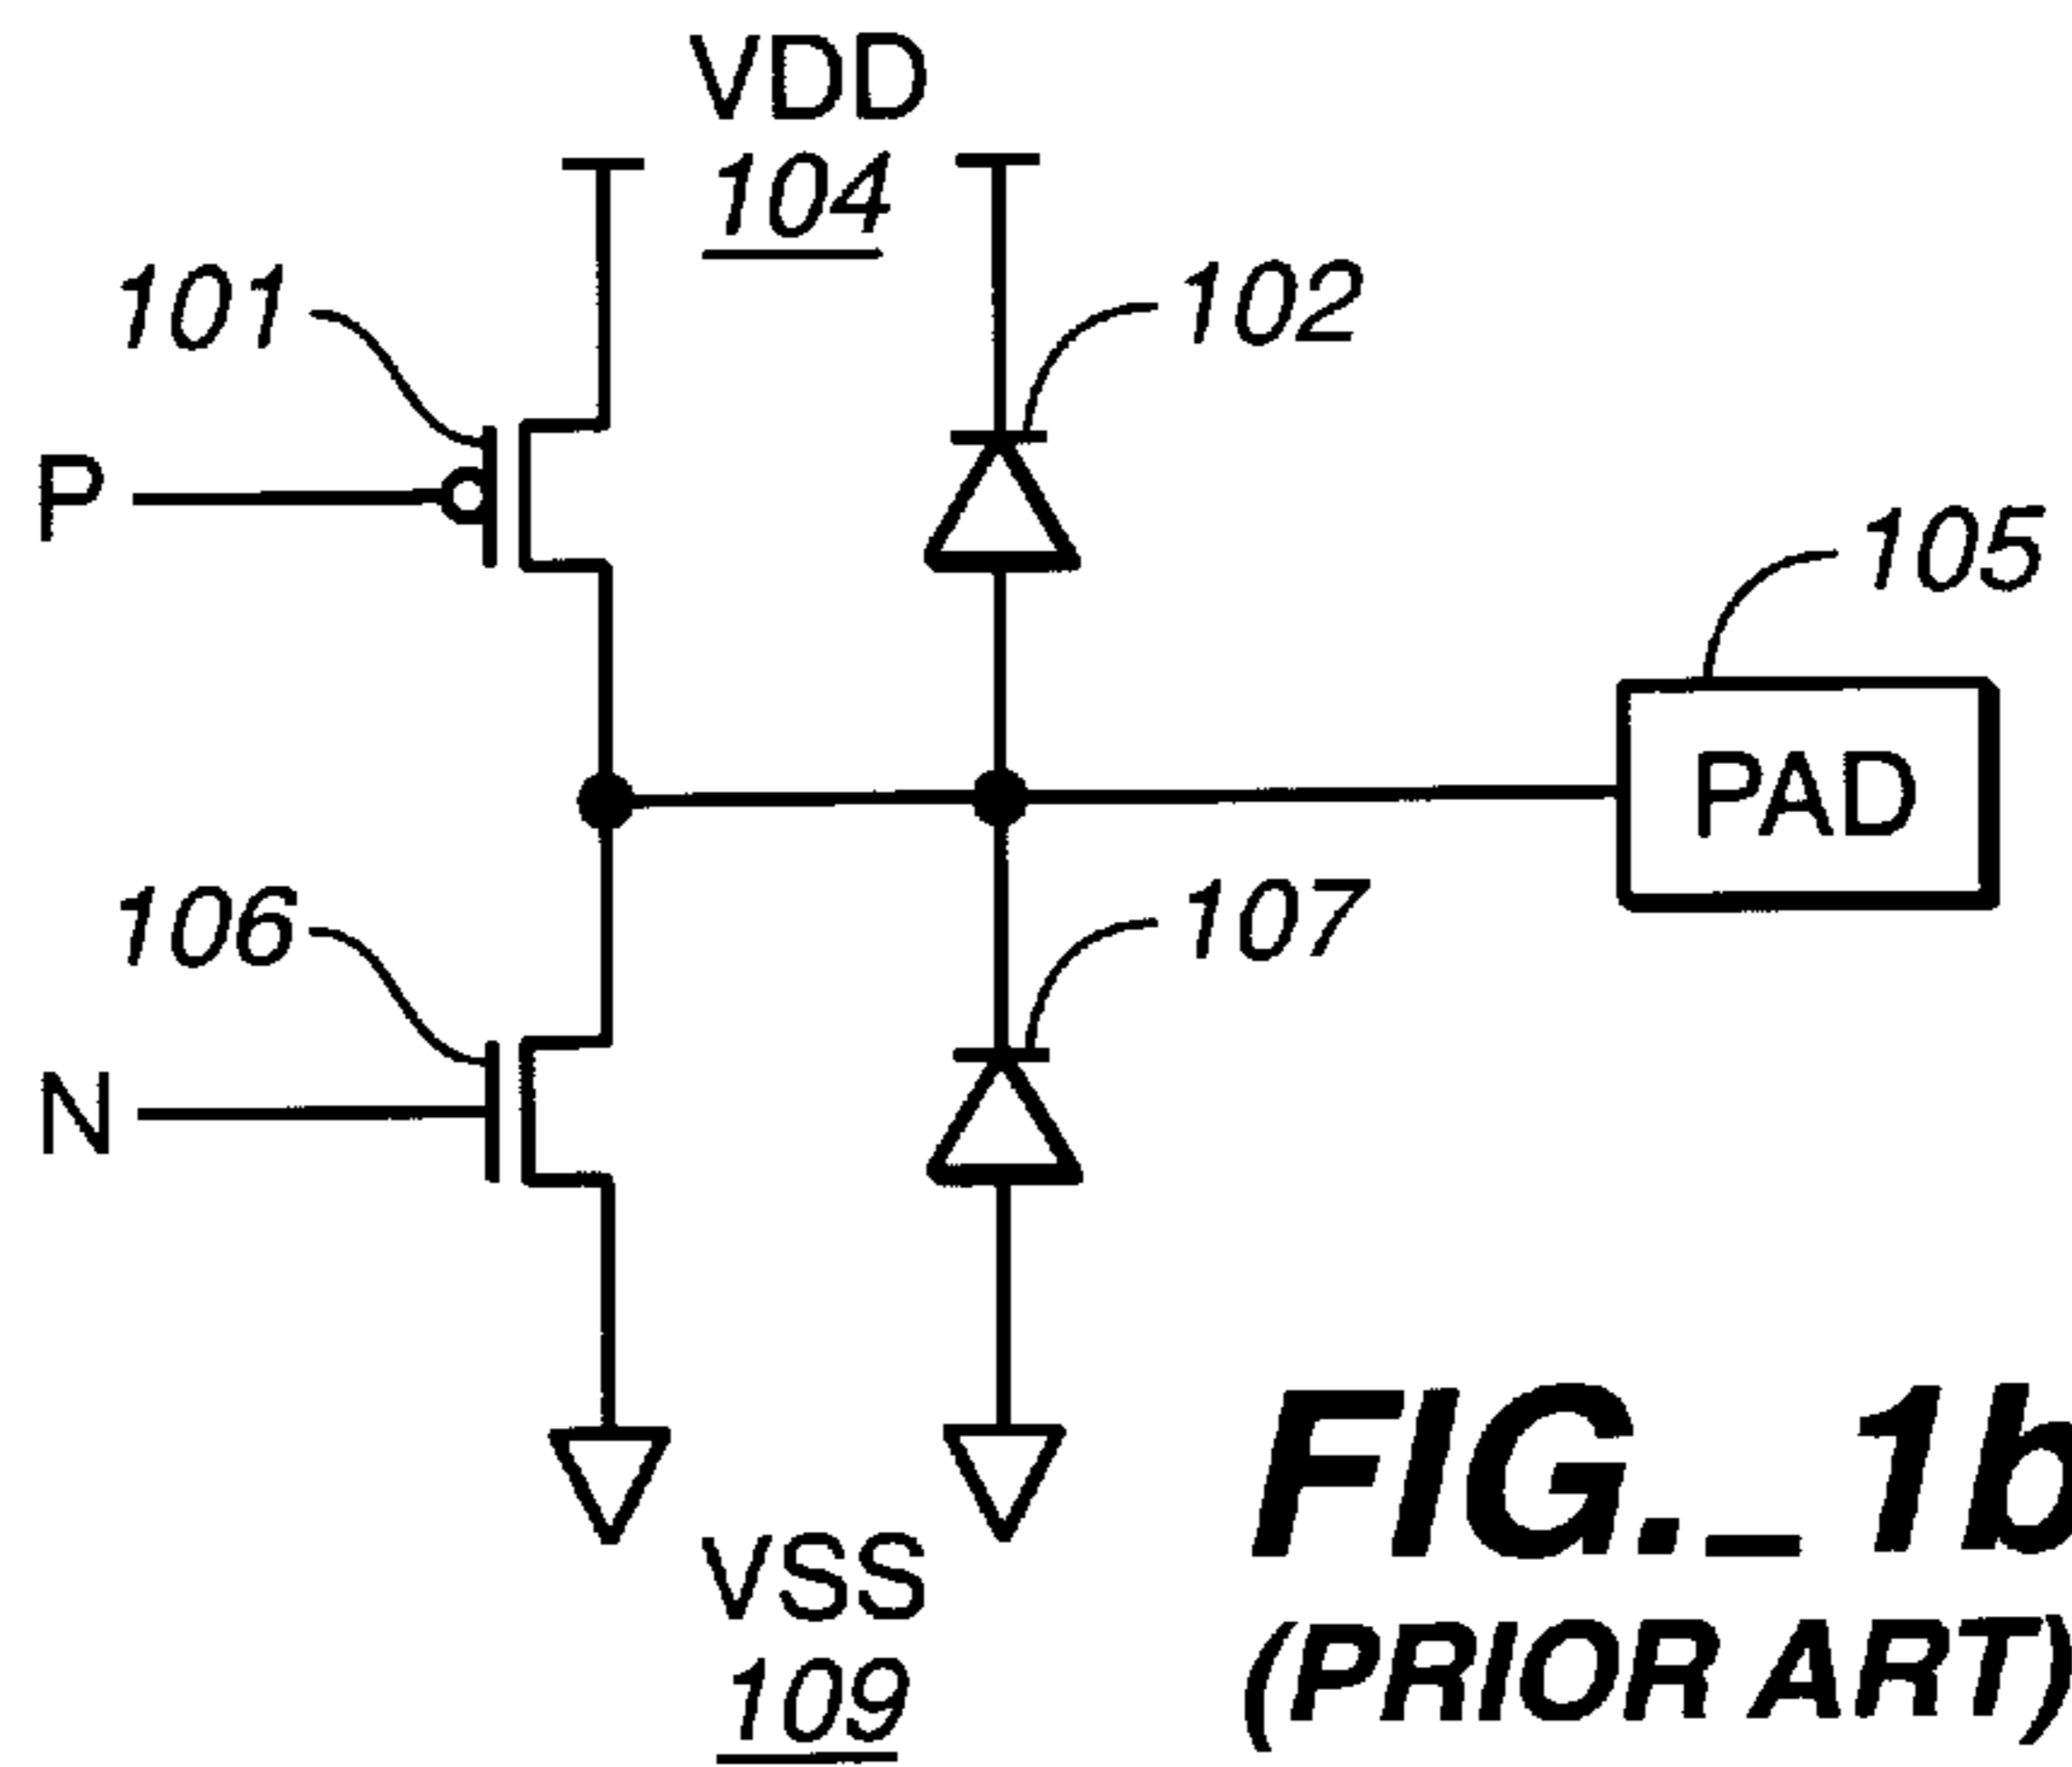 VDD
104
101
102
P
105
PAD
106
107
N
VSS
109
FIG._1b
(PRIOR ART)